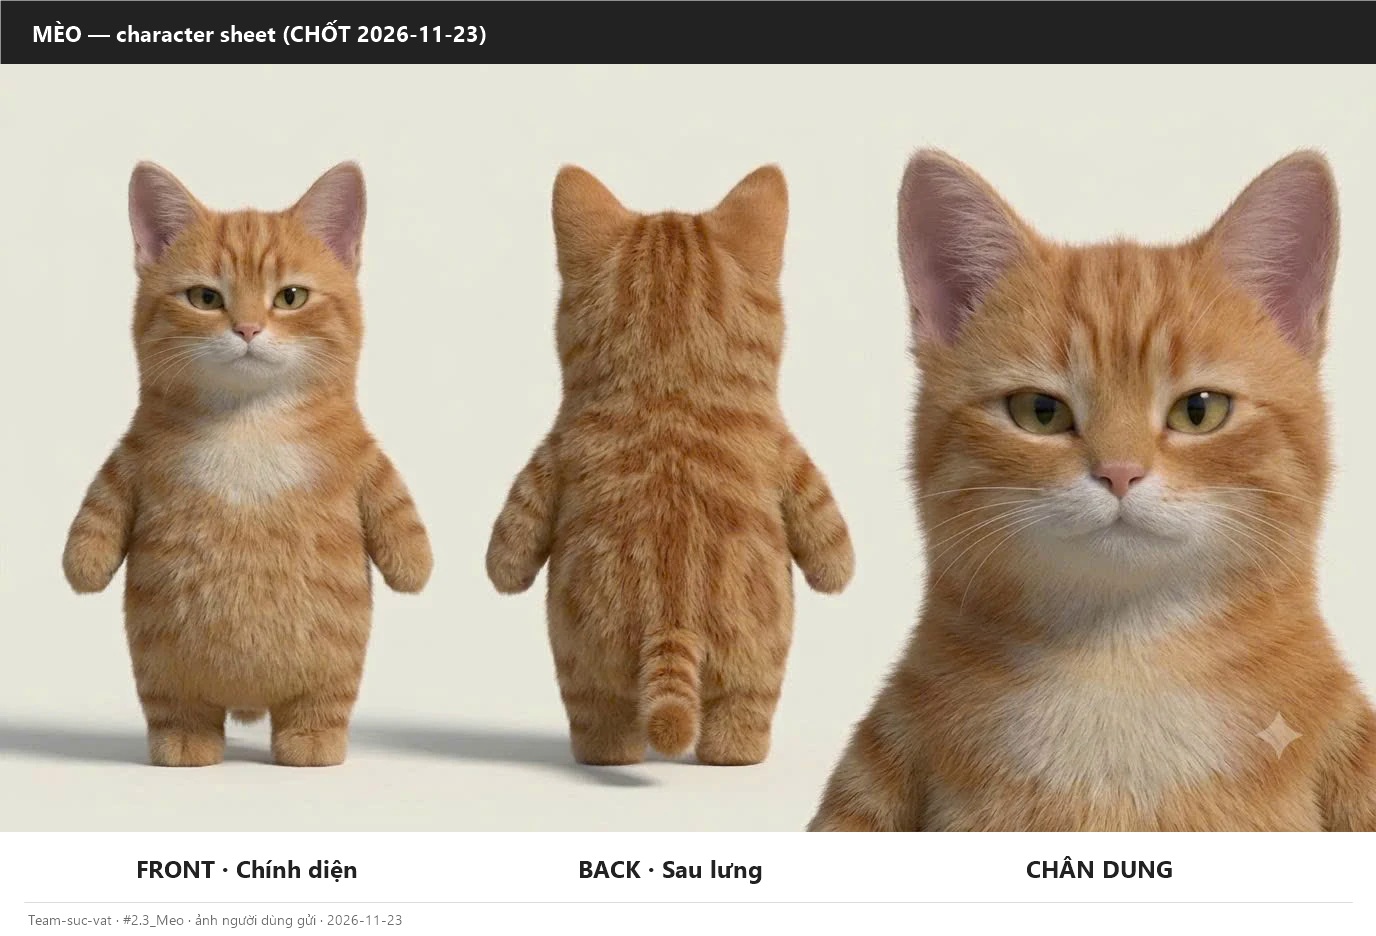 MÈO — character sheet (CHỐT 2026-11-23)
FRONT · Chính diện
BACK · Sau lưng
CHÂN DUNG
Team-suc-vat · #2.3_Meo · ảnh người dùng gửi · 2026-11-23